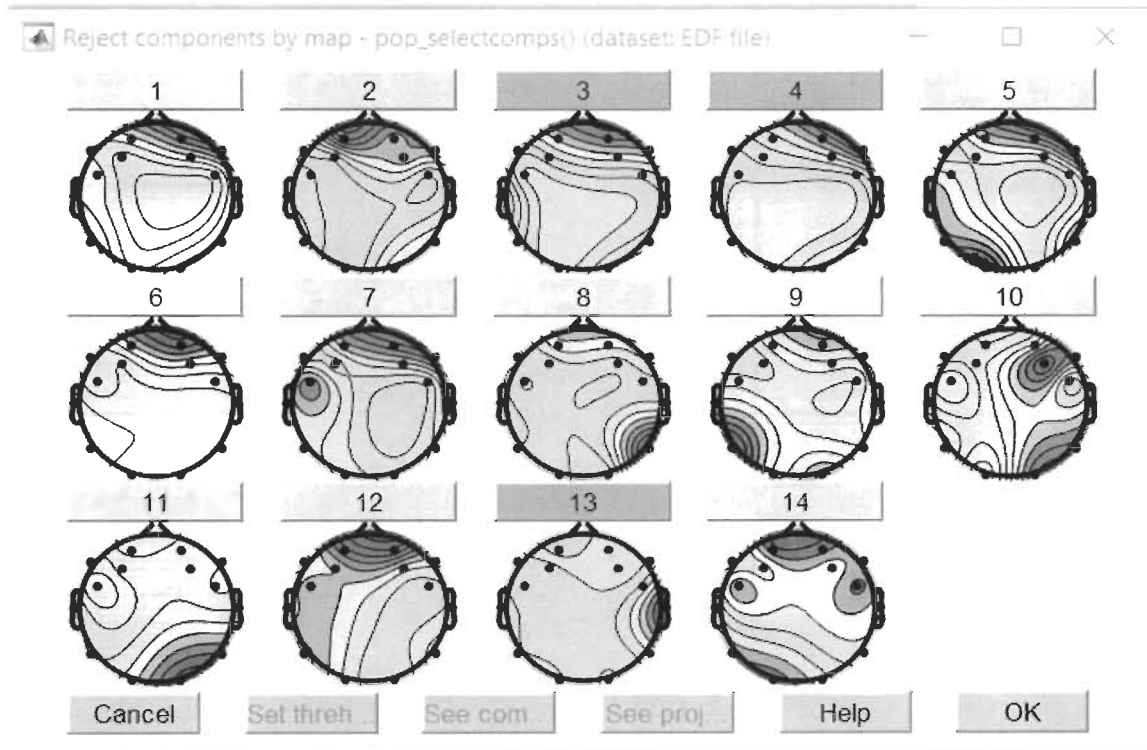 Reject components by map - pop_selectcomps() (dataset: EDF file)
1 2 3 4 5
6 7 8 9 10
11 12 13 14
Cancel Set threh... See com... See proj... Help OK